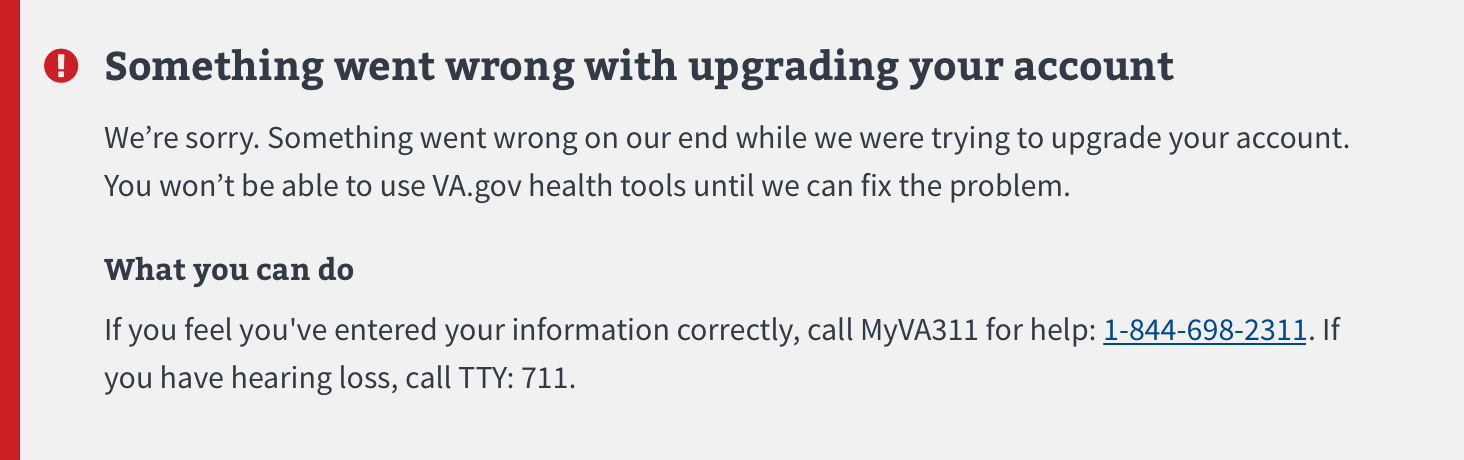 Something went wrong with upgrading your account
We’re sorry. Something went wrong on our end while we were trying to upgrade your account.
You won’t be able to use VA.gov health tools until we can fix the problem.
What you can do
If you feel you've entered your information correctly, call MyVA311 for help: 1-844-698-2311. If
you have hearing loss, call TTY: 711.